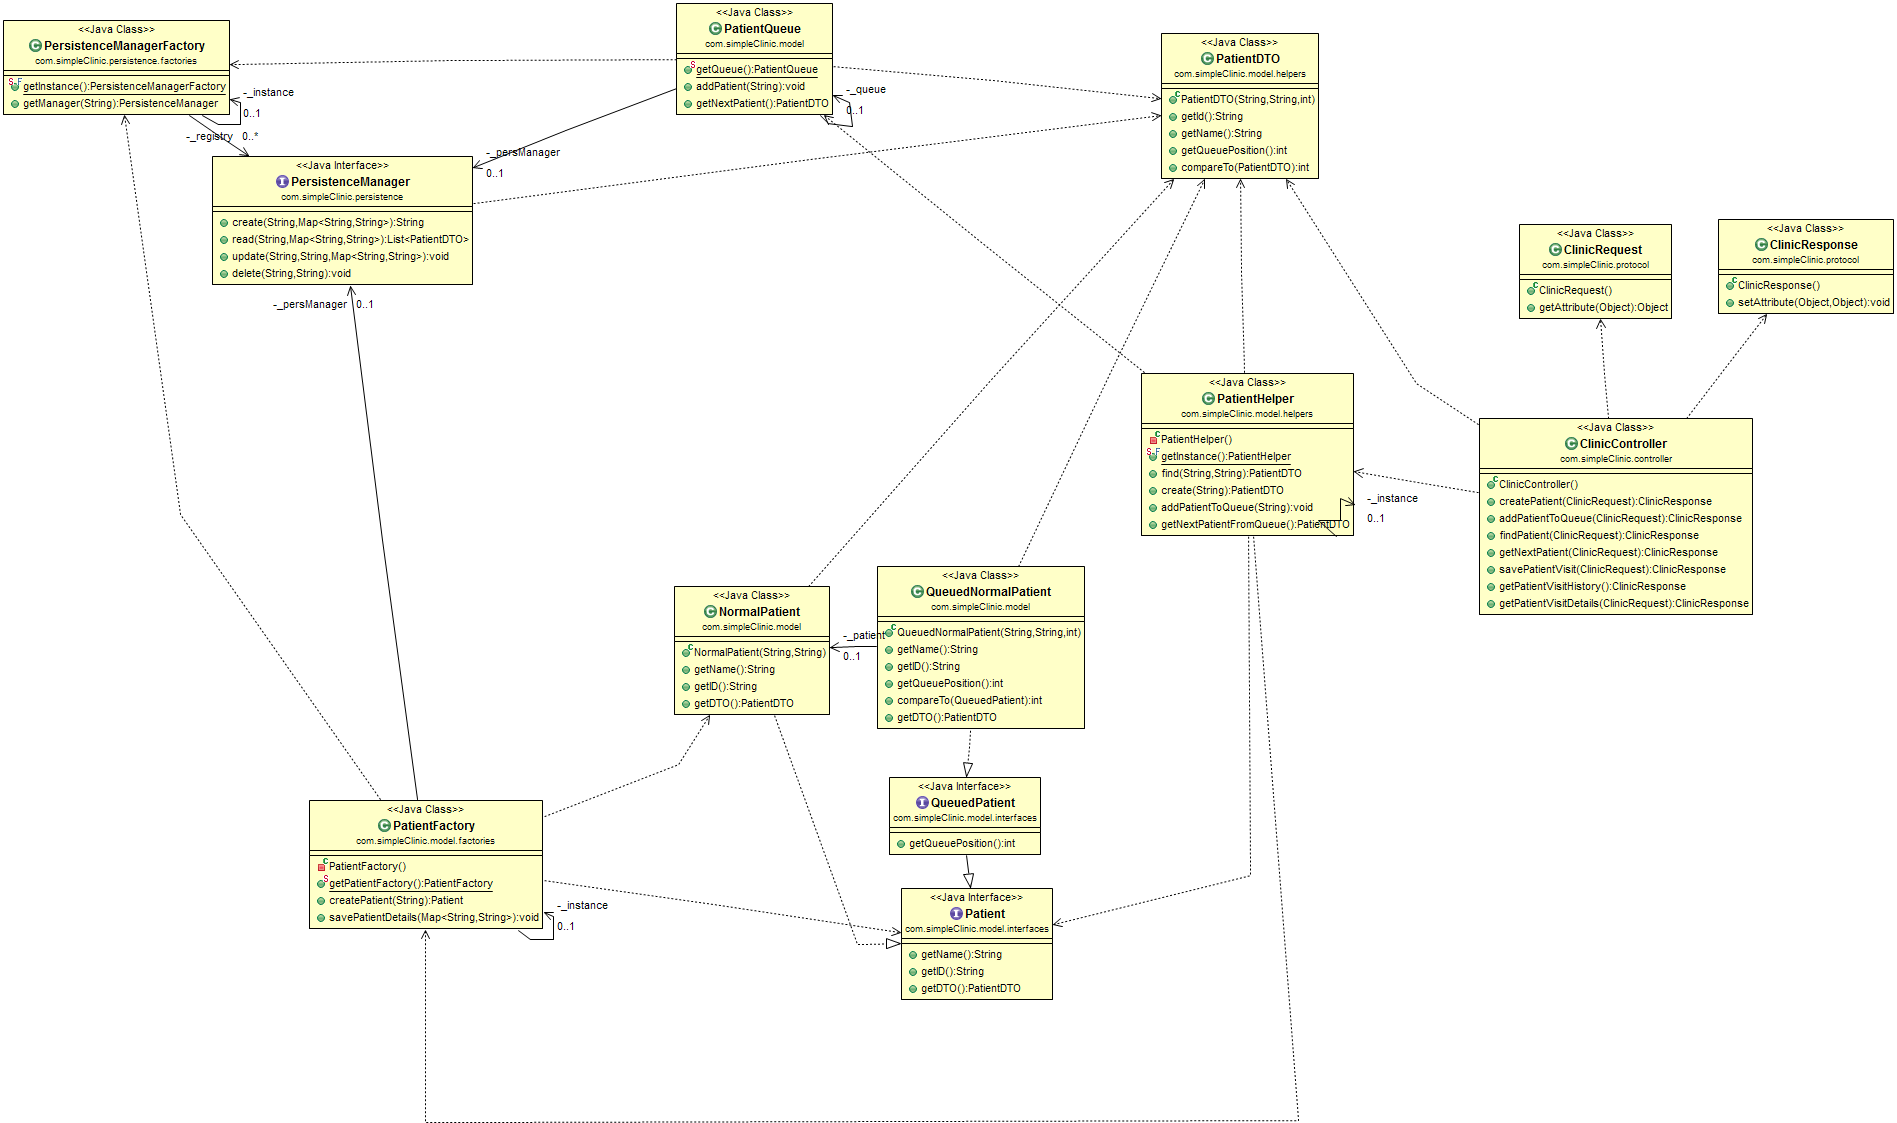 <<Java Class>>
PersistenceManagerFactory
com.simpleClinic.persistence.factories
getInstance():PersistenceManagerFactory
getManager(String):PersistenceManager
-_instance
0..1
-_registry 0..*
<<Java Interface>>
PersistenceManager
com.simpleClinic.persistence
create(String,Map<String,String>):String
read(String,Map<String,String>):List<PatientDTO>
update(String,String,Map<String,String>):void
delete(String,String):void
-_persManager 0..1
<<Java Class>>
PatientQueue
com.simpleClinic.model
getQueue():PatientQueue
addPatient(String):void
getNextPatient():PatientDTO
-_queue
0..1
-_persManager
0..1
<<Java Class>>
PatientDTO
com.simpleClinic.model.helpers
PatientDTO(String,String,int)
getId():String
getName():String
getQueuePosition():int
compareTo(PatientDTO):int
<<Java Class>>
ClinicRequest
com.simpleClinic.protocol
ClinicRequest()
getAttribute(Object):Object
<<Java Class>>
ClinicResponse
com.simpleClinic.protocol
ClinicResponse()
setAttribute(Object,Object):void
<<Java Class>>
PatientHelper
com.simpleClinic.model.helpers
PatientHelper()
getInstance():PatientHelper
find(String,String):PatientDTO
create(String):PatientDTO
addPatientToQueue(String):void
getNextPatientFromQueue():PatientDTO
-_instance
0..1
<<Java Class>>
ClinicController
com.simpleClinic.controller
ClinicController()
createPatient(ClinicRequest):ClinicResponse
addPatientToQueue(ClinicRequest):ClinicResponse
findPatient(ClinicRequest):ClinicResponse
getNextPatient(ClinicRequest):ClinicResponse
savePatientVisit(ClinicRequest):ClinicResponse
getPatientVisitHistory():ClinicResponse
getPatientVisitDetails(ClinicRequest):ClinicResponse
<<Java Class>>
NormalPatient
com.simpleClinic.model
NormalPatient(String,String)
getName():String
getID():String
getDTO():PatientDTO
-_patient
0..1
<<Java Class>>
QueuedNormalPatient
com.simpleClinic.model
QueuedNormalPatient(String,String,int)
getName():String
getID():String
getQueuePosition():int
compareTo(QueuedPatient):int
getDTO():PatientDTO
<<Java Interface>>
QueuedPatient
com.simpleClinic.model.interfaces
getQueuePosition():int
<<Java Class>>
PatientFactory
com.simpleClinic.model.factories
PatientFactory()
getPatientFactory():PatientFactory
createPatient(String):Patient
savePatientDetails(Map<String,String>):void
-_instance
0..1
<<Java Interface>>
Patient
com.simpleClinic.model.interfaces
getName():String
getID():String
getDTO():PatientDTO